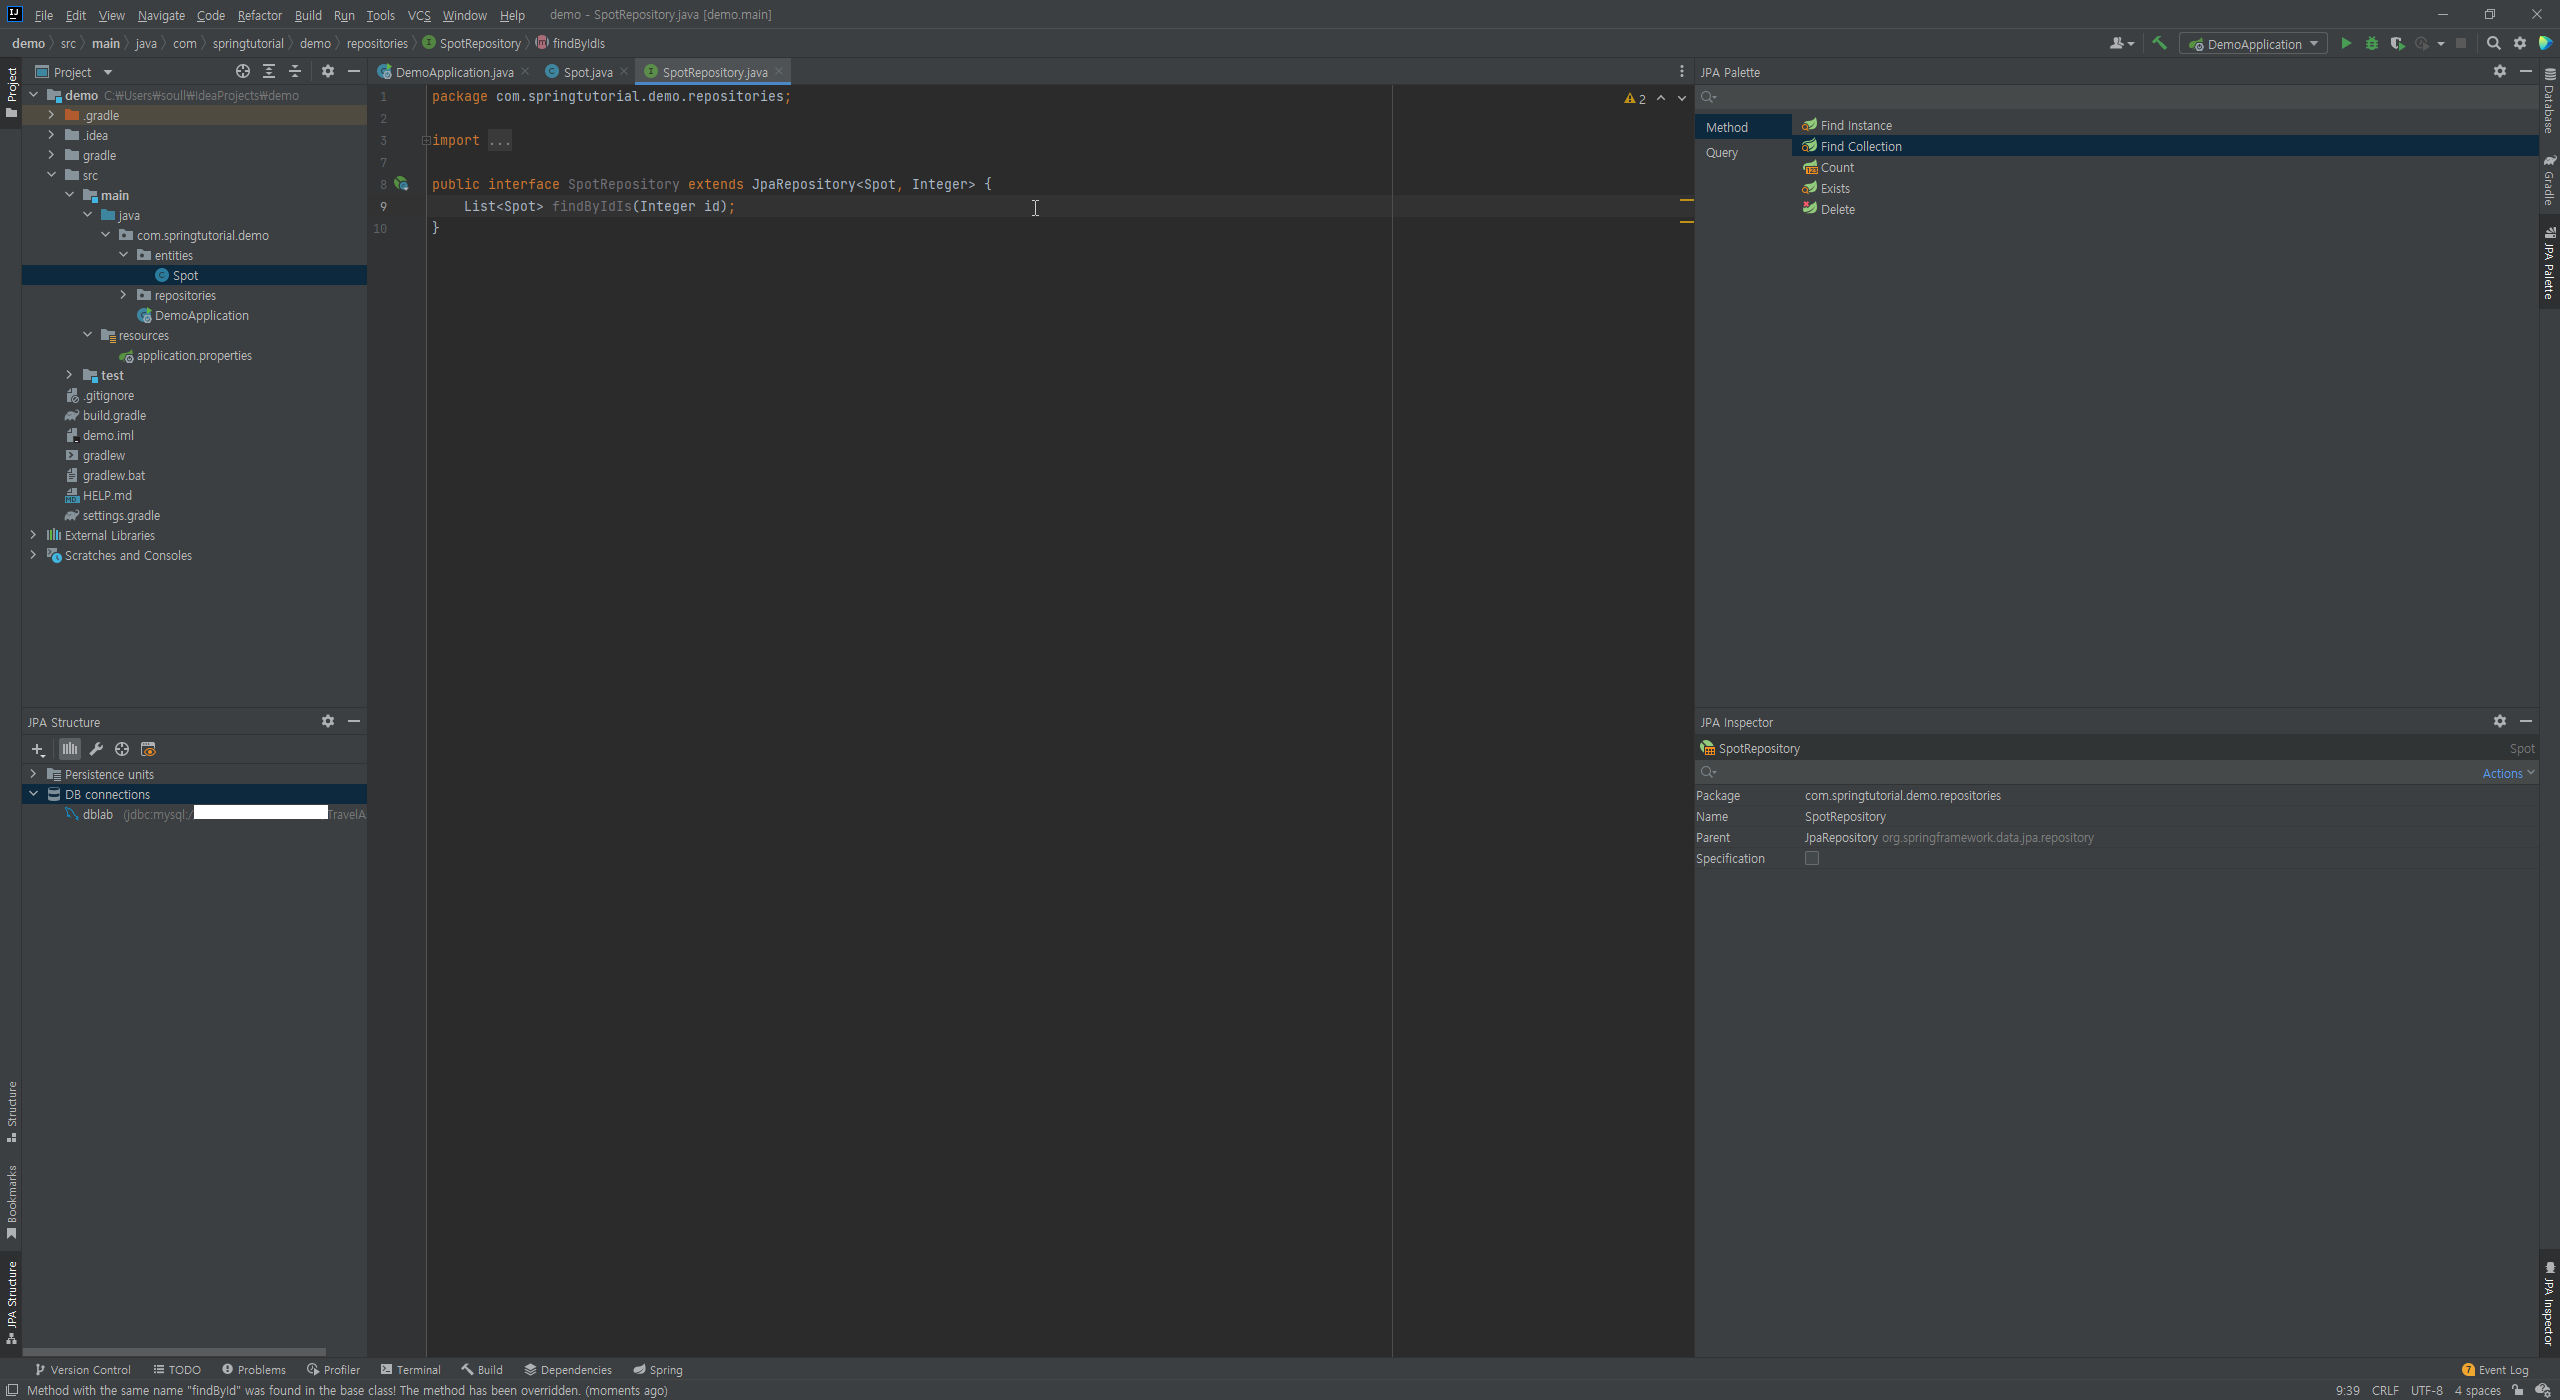 File Edit View Navigate Code Refactor Build Run Tools VCS Window Help demo - SpotRepository.java [demo.main]
demo src main java com springtutorial demo repositories SpotRepository findByIdIs DemoApplication
Project
Project
demo C:₩Users₩soull₩IdeaProjects₩demo
.gradle
.idea
gradle
src
main
java
com.springtutorial.demo
entities
Spot
repositories
DemoApplication
resources
application.properties
test
.gitignore
build.gradle
demo.iml
gradlew
gradlew.bat
HELP.md
settings.gradle
External Libraries
Scratches and Consoles
JPA Structure
Persistence units
DB connections
dblab (jdbc:mysql:/ TravelA
Structure
Bookmarks
JPA Structure
DemoApplication.java Spot.java SpotRepository.java
1 package com.springtutorial.demo.repositories;
2
3 import ...
7
8 public interface SpotRepository extends JpaRepository<Spot, Integer> {
9 List<Spot> findByIdIs(Integer id);
10 }
2
JPA Palette
Method
Query
Find Instance
Find Collection
Count
Exists
Delete
JPA Inspector
SpotRepository Spot
Actions
Package com.springtutorial.demo.repositories
Name SpotRepository
Parent JpaRepository org.springframework.data.jpa.repository
Specification
Database
Gradle
JPA Palette
JPA Inspector
Version Control TODO Problems Profiler Terminal Build Dependencies Spring 7 Event Log
Method with the same name "findById" was found in the base class! The method has been overridden. (moments ago) 9:39 CRLF UTF-8 4 spaces